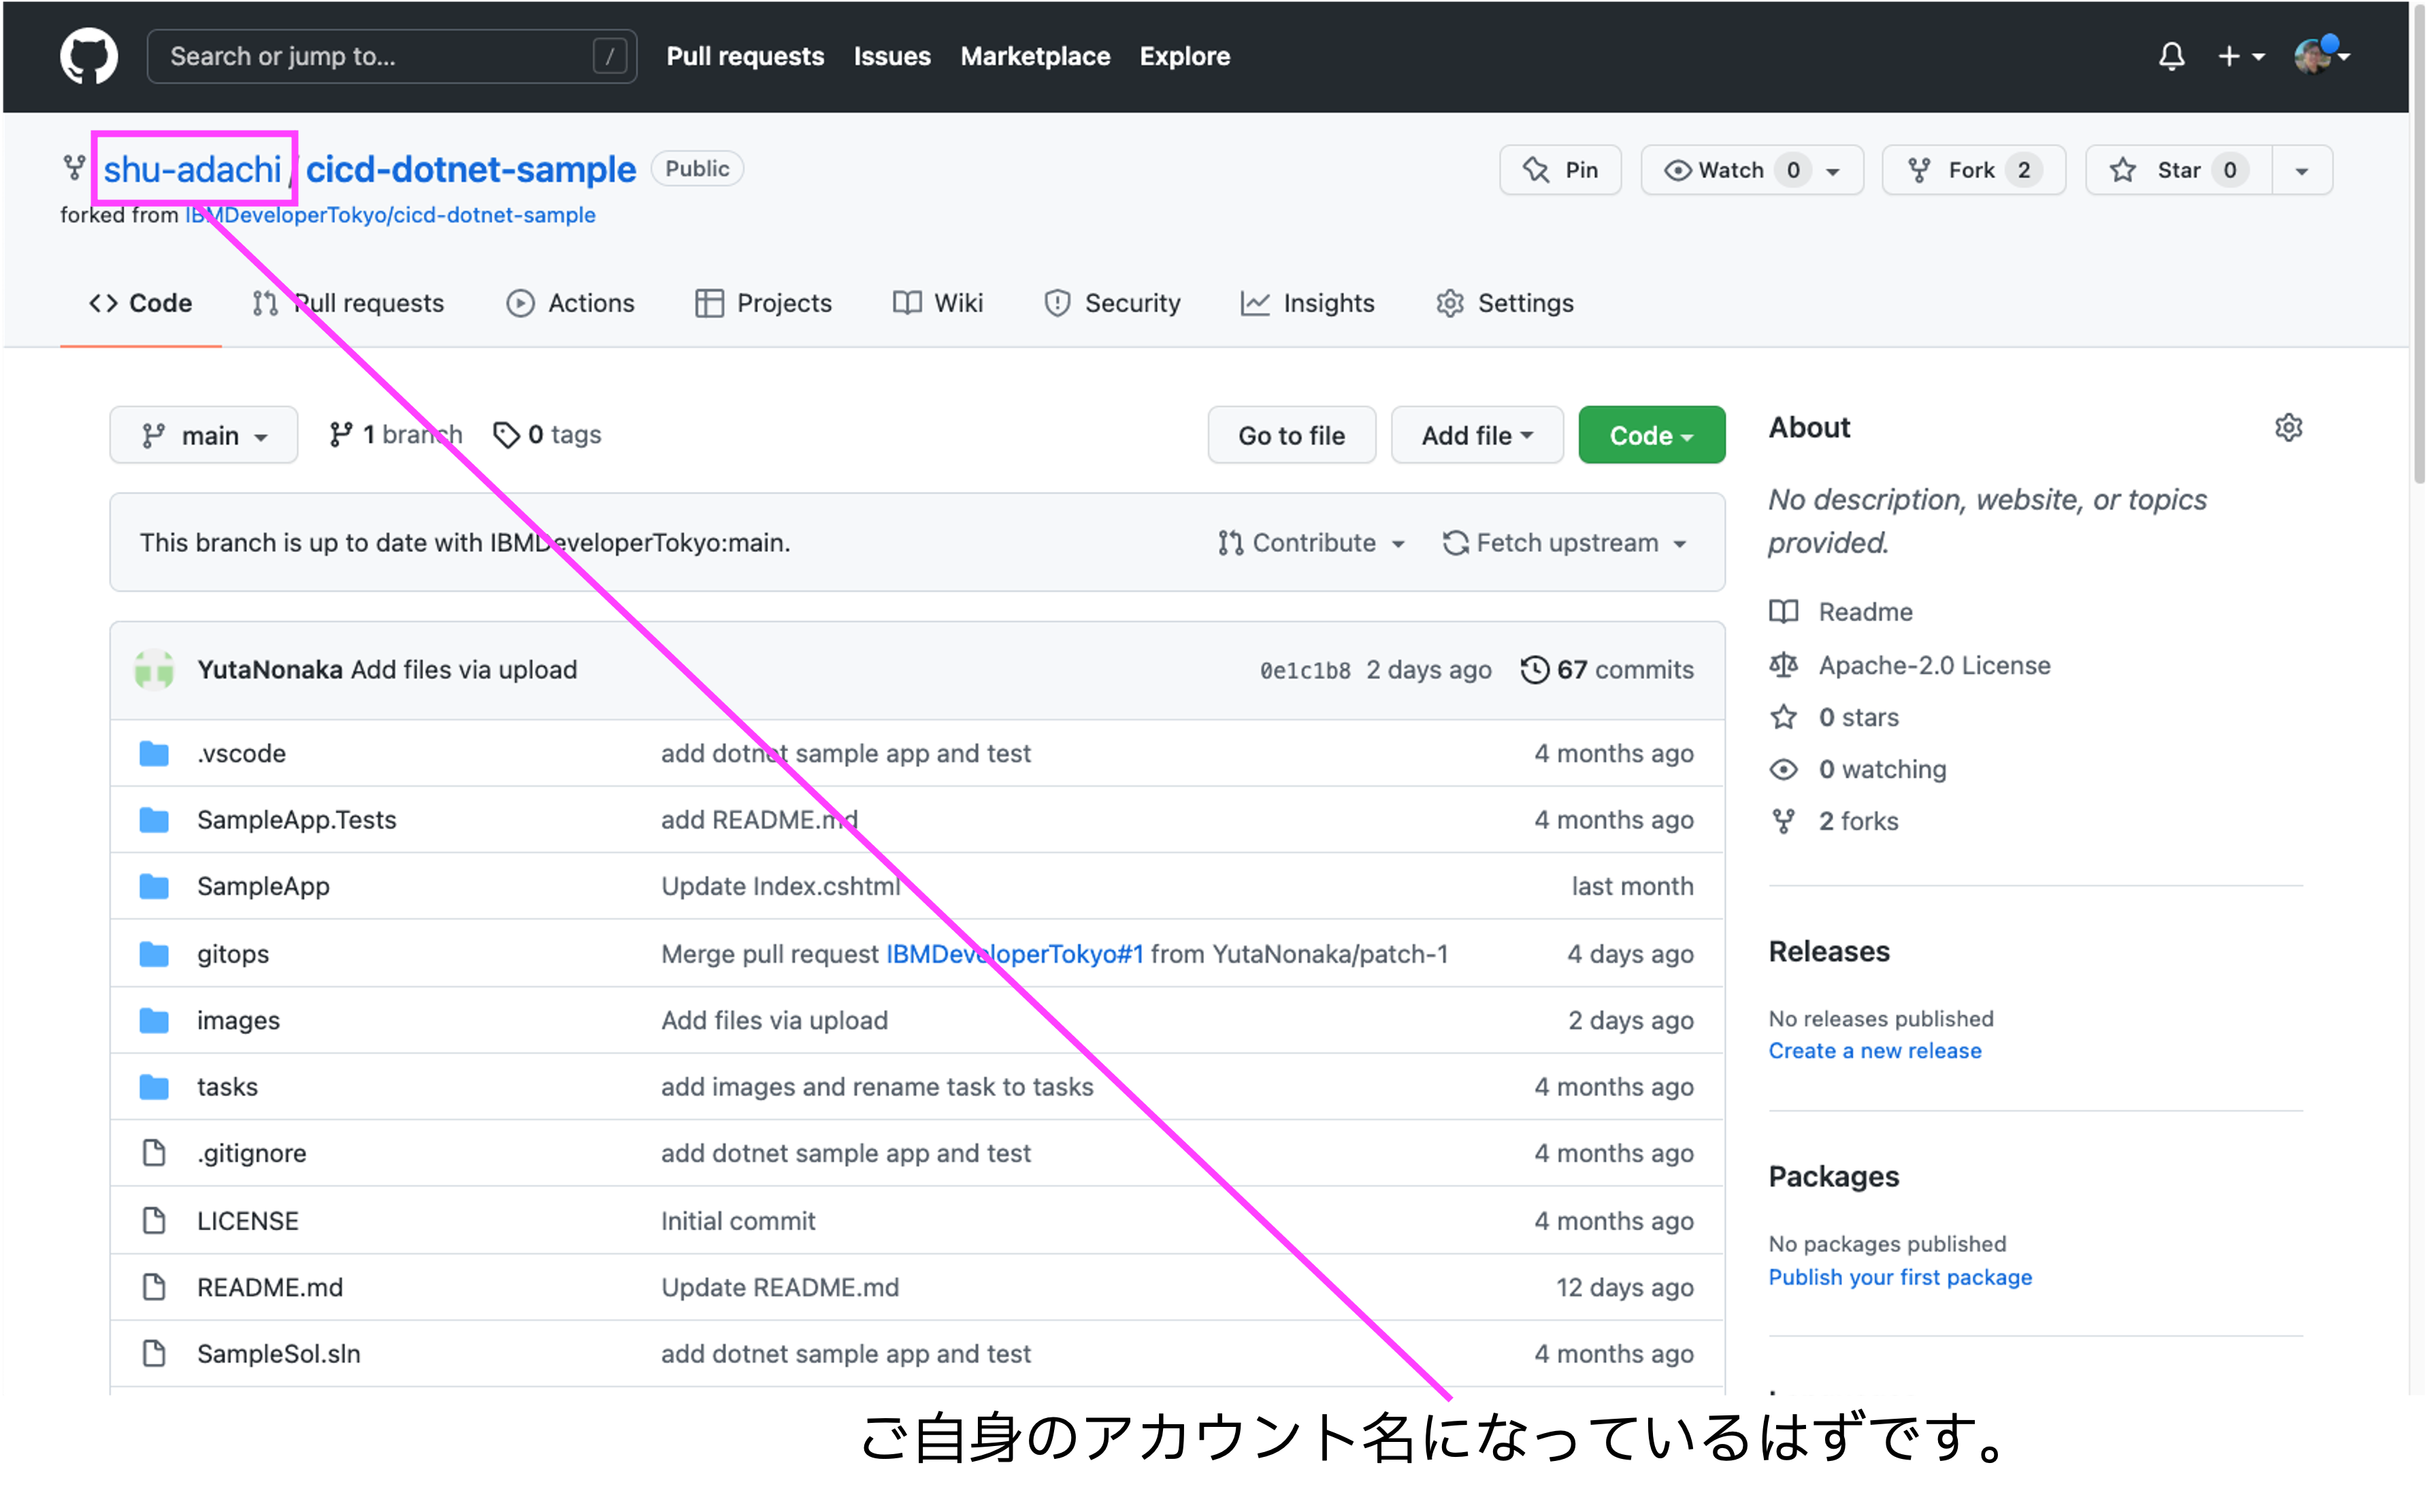 Search or jump to... / Pull requests Issues Marketplace Explore
shu-adachi / cicd-dotnet-sample Public Pin Watch 0 Fork 2 Star 0
forked from IBMDeveloperTokyo/cicd-dotnet-sample
Code Pull requests Actions Projects Wiki Security Insights Settings
main 1 branch 0 tags Go to file Add file Code
This branch is up to date with IBMDeveloperTokyo:main. Contribute Fetch upstream
YutaNonaka Add files via upload 0e1c1b8 2 days ago 67 commits
.vscode add dotnet sample app and test 4 months ago
SampleApp.Tests add README.md 4 months ago
SampleApp Update Index.cshtml last month
gitops Merge pull request IBMDeveloperTokyo#1 from YutaNonaka/patch-1 4 days ago
images Add files via upload 2 days ago
tasks add images and rename task to tasks 4 months ago
.gitignore add dotnet sample app and test 4 months ago
LICENSE Initial commit 4 months ago
README.md Update README.md 12 days ago
SampleSol.sln add dotnet sample app and test 4 months ago
About
No description, website, or topics
provided.
Readme
Apache-2.0 License
0 stars
0 watching
2 forks
Releases
No releases published
Create a new release
Packages
No packages published
Publish your first package
ご自身のアカウント名になっているはずです。